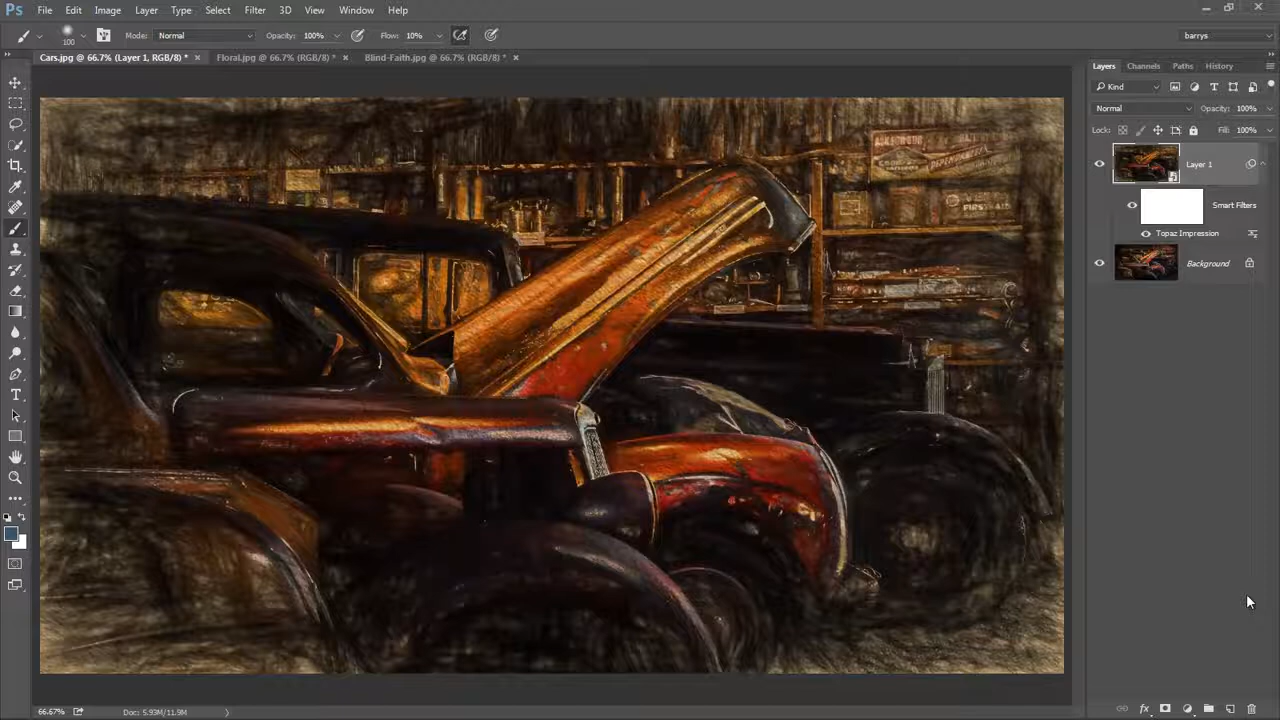 Ps File Edit Image Layer Type Select Filter 3D View Window Help
100 Mode: Normal Opacity: 100% Flow: 10% barrys
Cars.jpg @ 66.7% (Layer 1, RGB/8) * × Floral.jpg @ 66.7% (RGB/8) * × Blind-Faith.jpg @ 66.7% (RGB/8) * ×
Layers Channels Paths History
Kind
Normal Opacity: 100%
Lock: Fill: 100%
Layer 1
Smart Filters
Topaz Impression
Background
66.67% Doc: 5.93M/11.9M